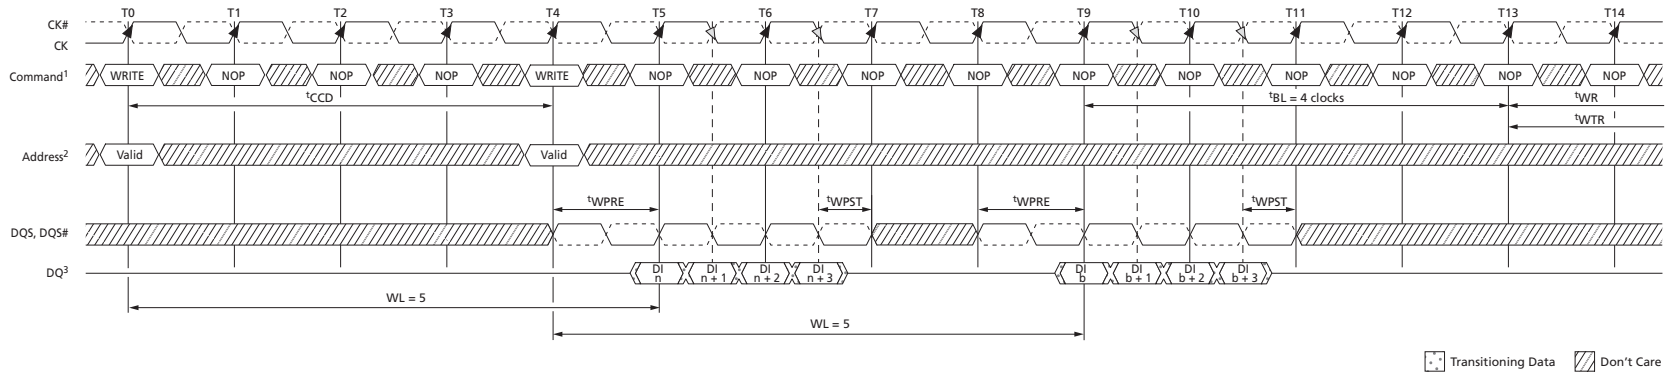 T0 T1 T2 T3 T4 T5 T6 T7 T8 T9 T10 T11 T12 T13 T14
CK#
CK
Command1 WRITE NOP NOP NOP WRITE NOP NOP NOP NOP NOP NOP NOP NOP NOP NOP
tCCD tBL = 4 clocks tWR
tWTR
Address2 Valid Valid
tWPRE tWPST tWPRE tWPST
DQS, DQS#
DQ3 DI n DI n + 1 DI n + 2 DI n + 3 DI b DI b + 1 DI b + 2 DI b + 3
WL = 5
WL = 5
Transitioning Data Don't Care